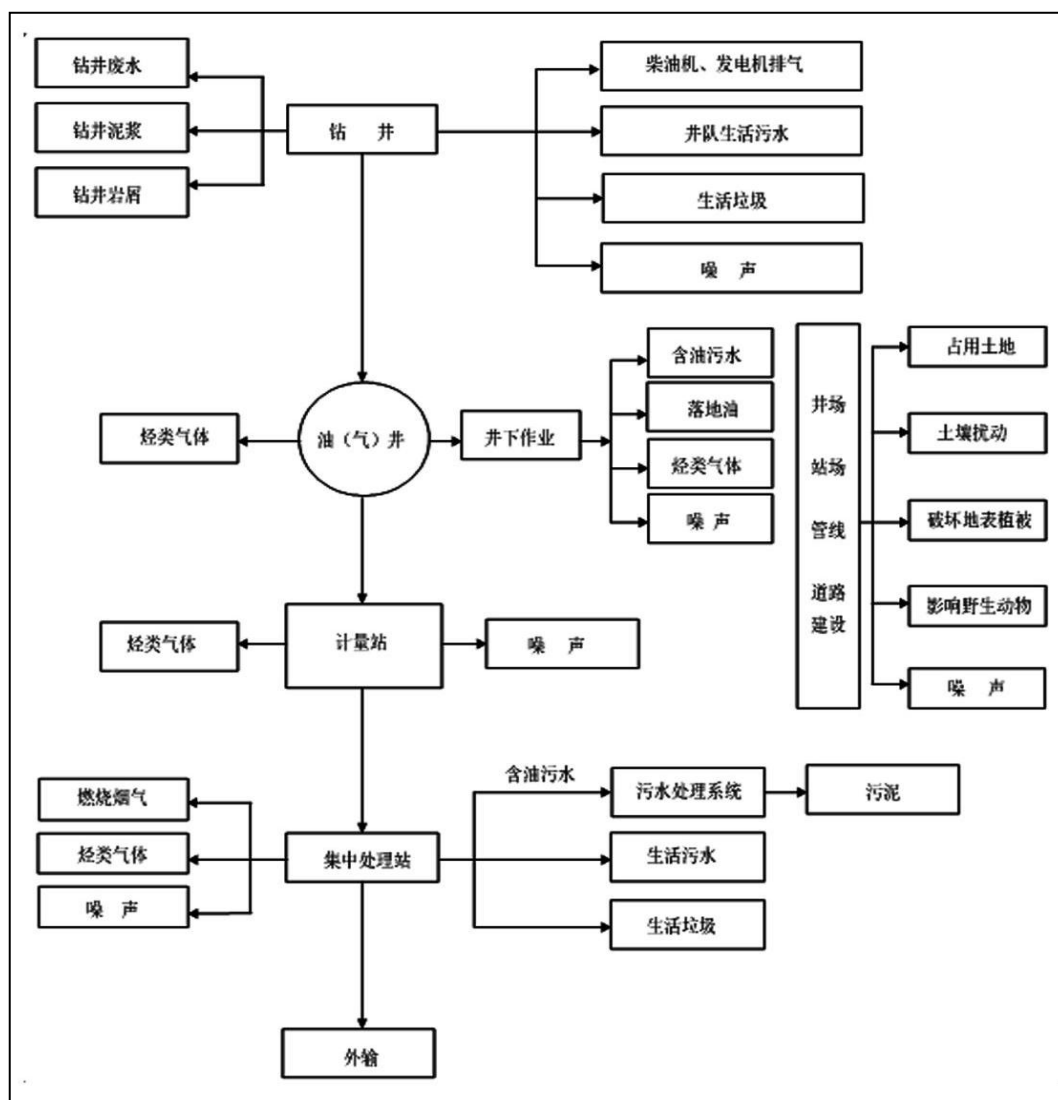 钻井废水
钻井泥浆
钻井岩屑
钻 井
柴油机、发电机排气
井队生活污水
生活垃圾
噪 声
烃类气体
油（气）井
井下作业
含油污水
落地油
烃类气体
噪 声
井场
站场
管线
道路
建设
占用土地
土壤扰动
破坏地表植被
影响野生动物
噪 声
烃类气体
计量站
噪 声
燃烧烟气
烃类气体
噪 声
集中处理站
含油污水
污水处理系统
污泥
生活污水
生活垃圾
外输